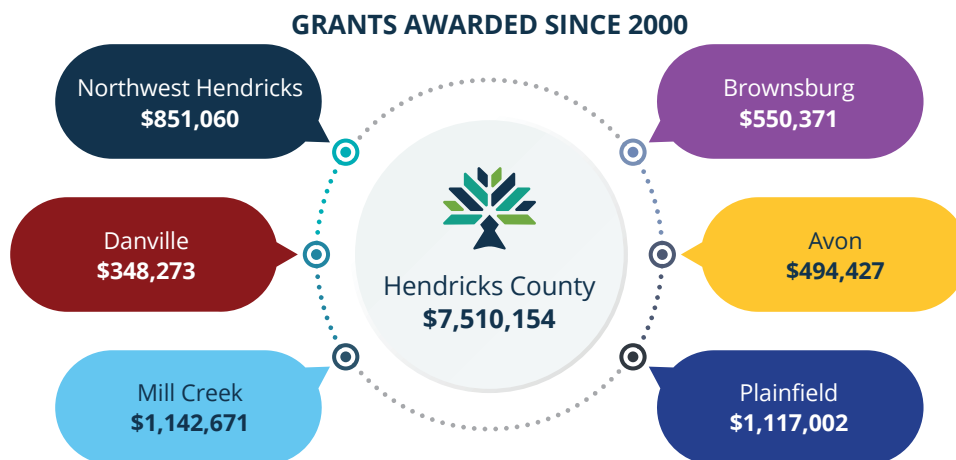 GRANTS AWARDED SINCE 2000
Northwest Hendricks
$851,060
Brownsburg
$550,371
Danville
$348,273
Avon
$494,427
Hendricks County
$7,510,154
Mill Creek
$1,142,671
Plainfield
$1,117,002